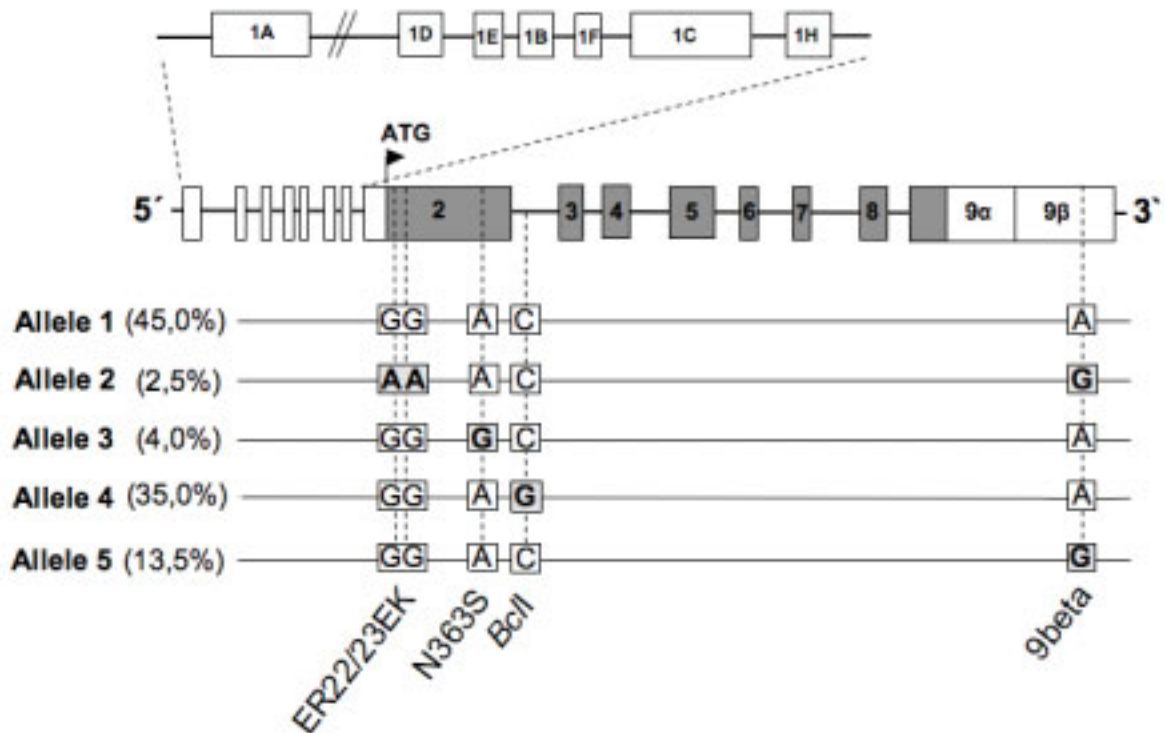 1A 1D 1E 1B 1F 1C 1H
ATG
5´ 2 3 4 5 6 7 8 9α 9β 3`
Allele 1 (45,0%) GG A C A
Allele 2 (2,5%) AA A C G
Allele 3 (4,0%) GG G C A
Allele 4 (35,0%) GG A G A
Allele 5 (13,5%) GG A C G
ER22/23EK N363S BclI 9beta